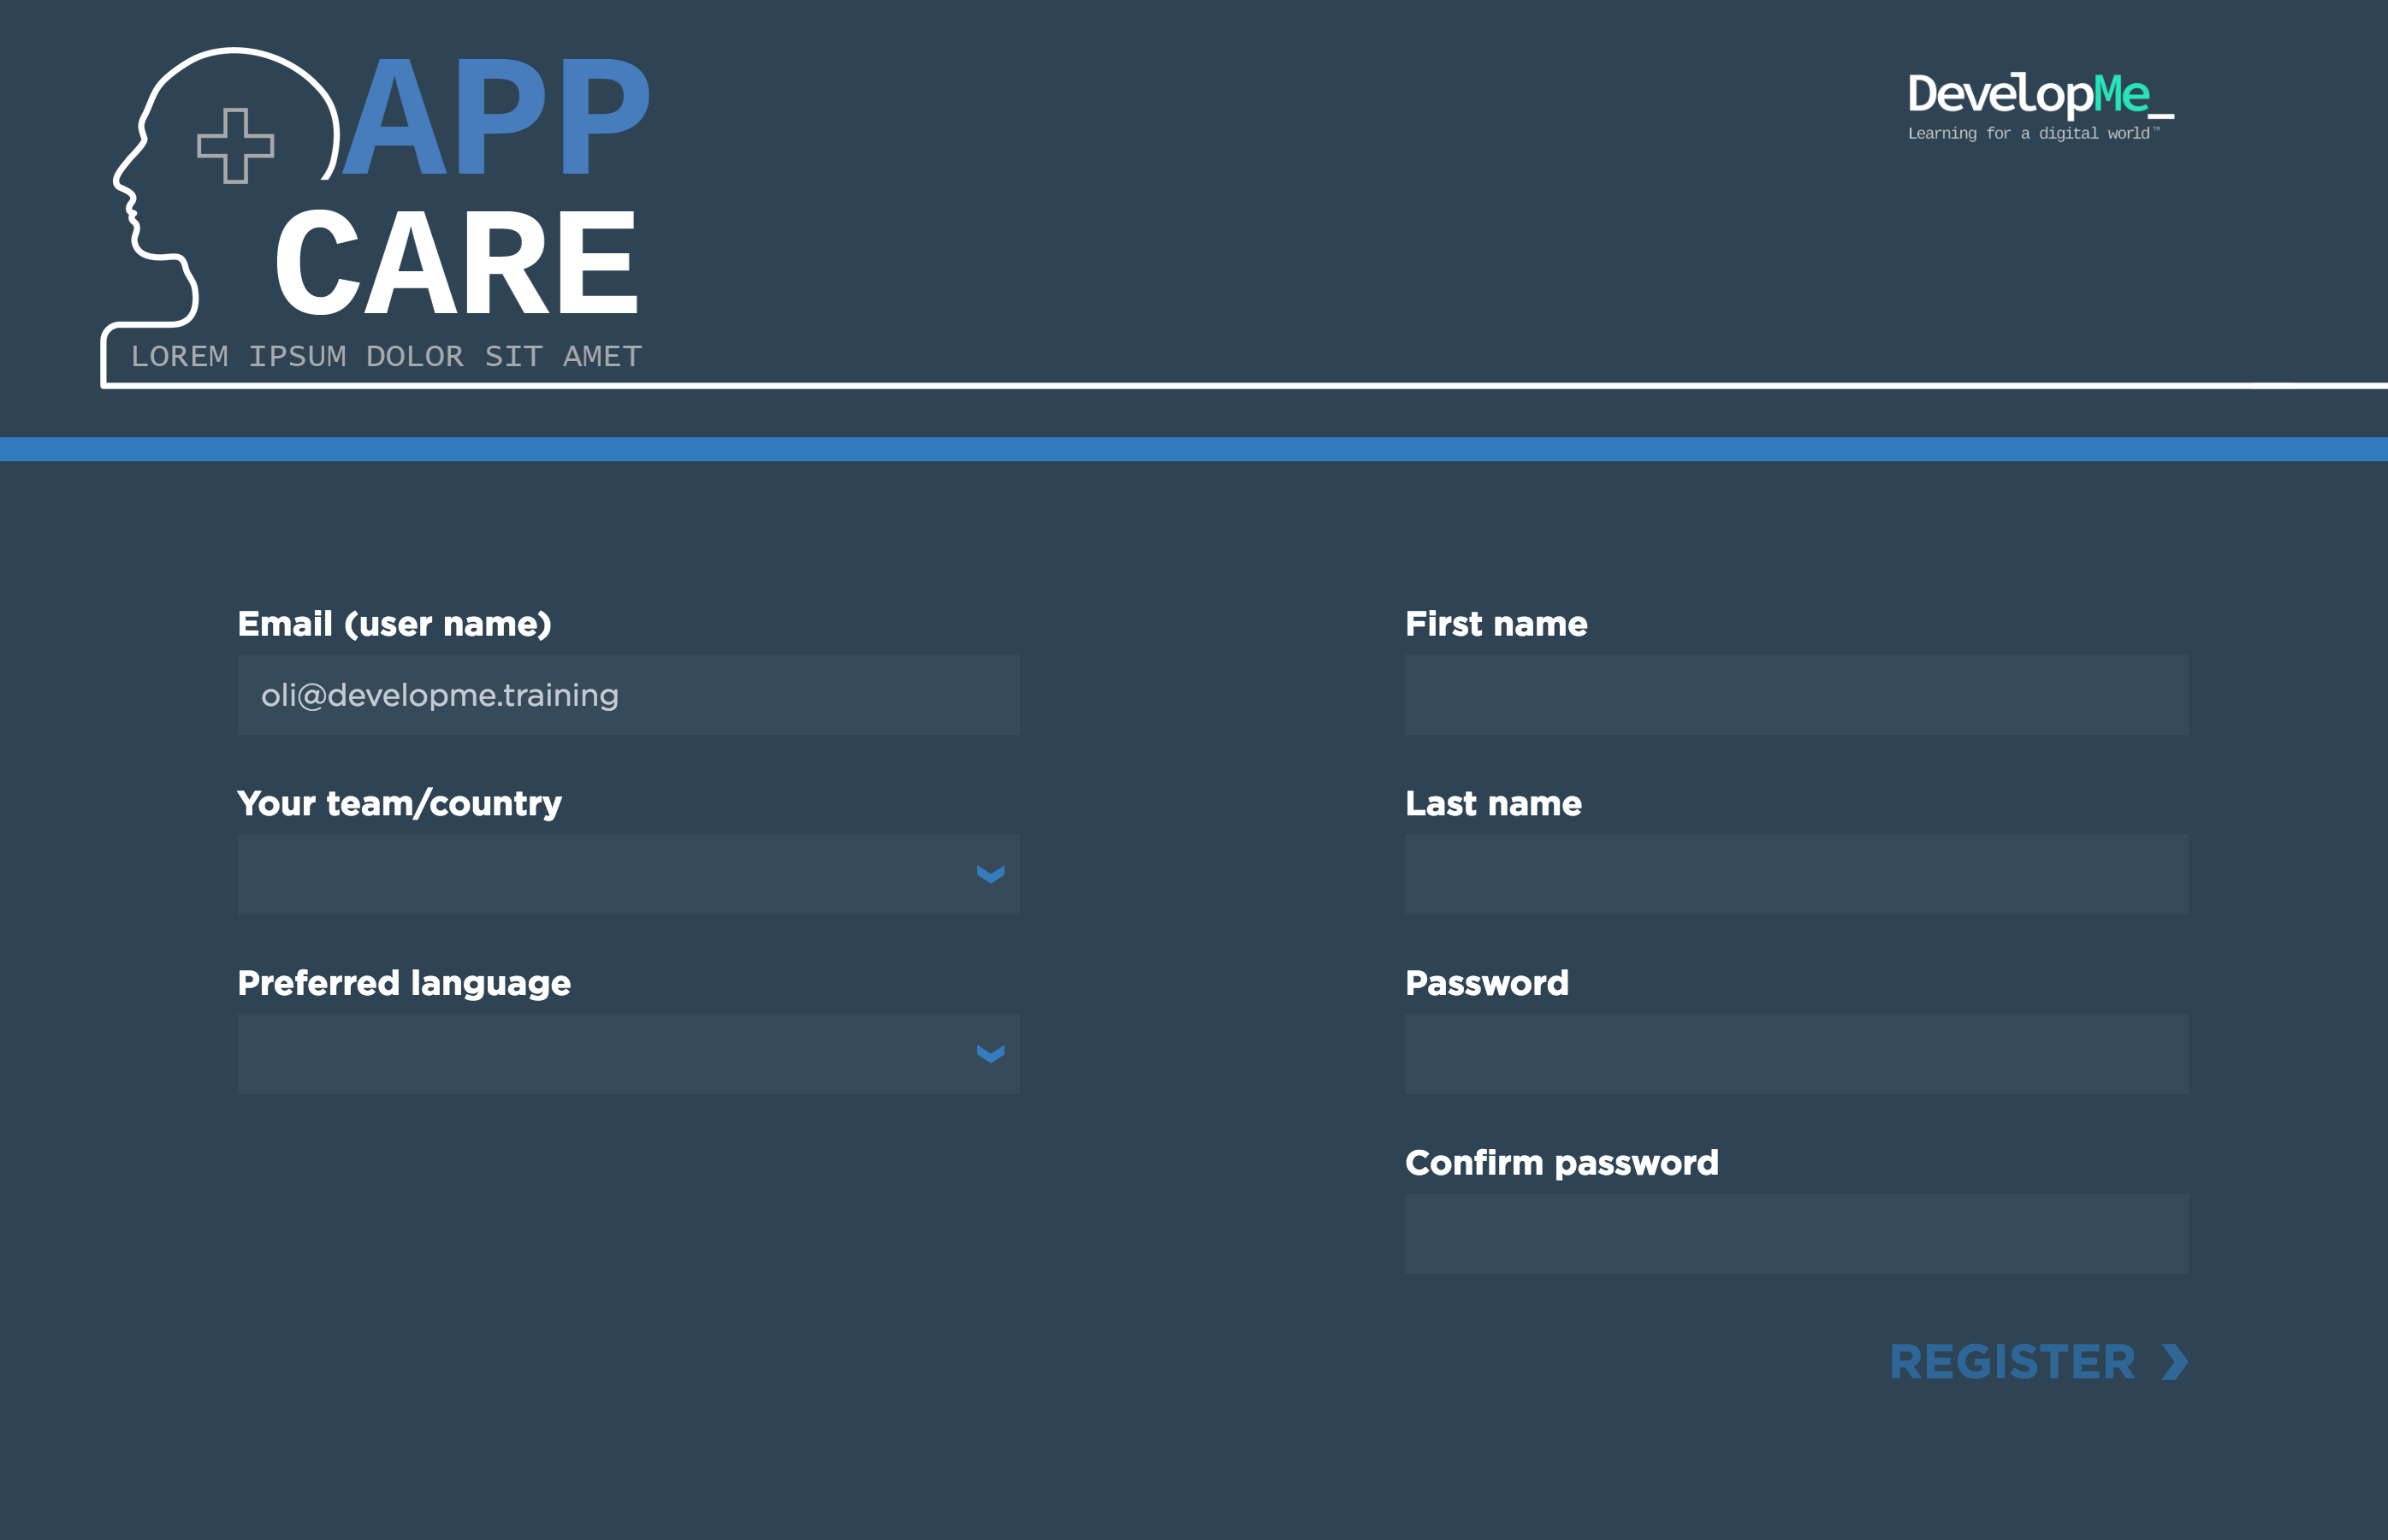 APP
CARE
LOREM IPSUM DOLOR SIT AMET
DevelopMe_
Learning for a digital world™
Email (user name)
oli@developme.training
Your team/country
Preferred language
First name
Last name
Password
Confirm password
REGISTER